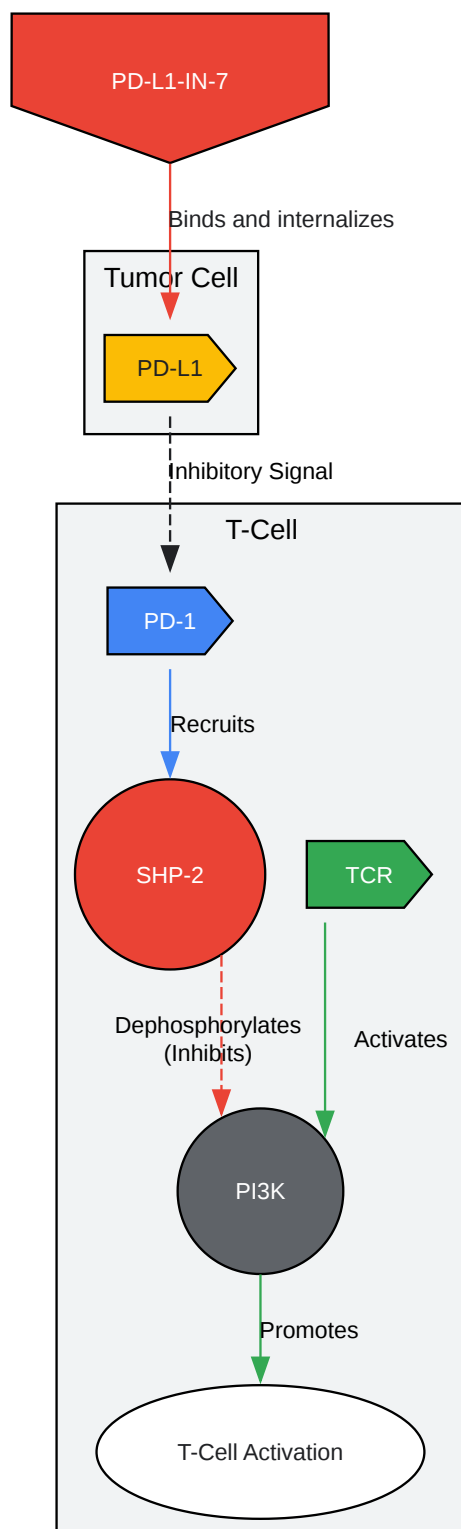 PD-L1-IN-7
Binds and internalizes
Tumor Cell
PD-L1
Inhibitory Signal
T-Cell
PD-1
Recruits
SHP-2
TCR
Dephosphorylates
(Inhibits)
Activates
PI3K
Promotes
T-Cell Activation